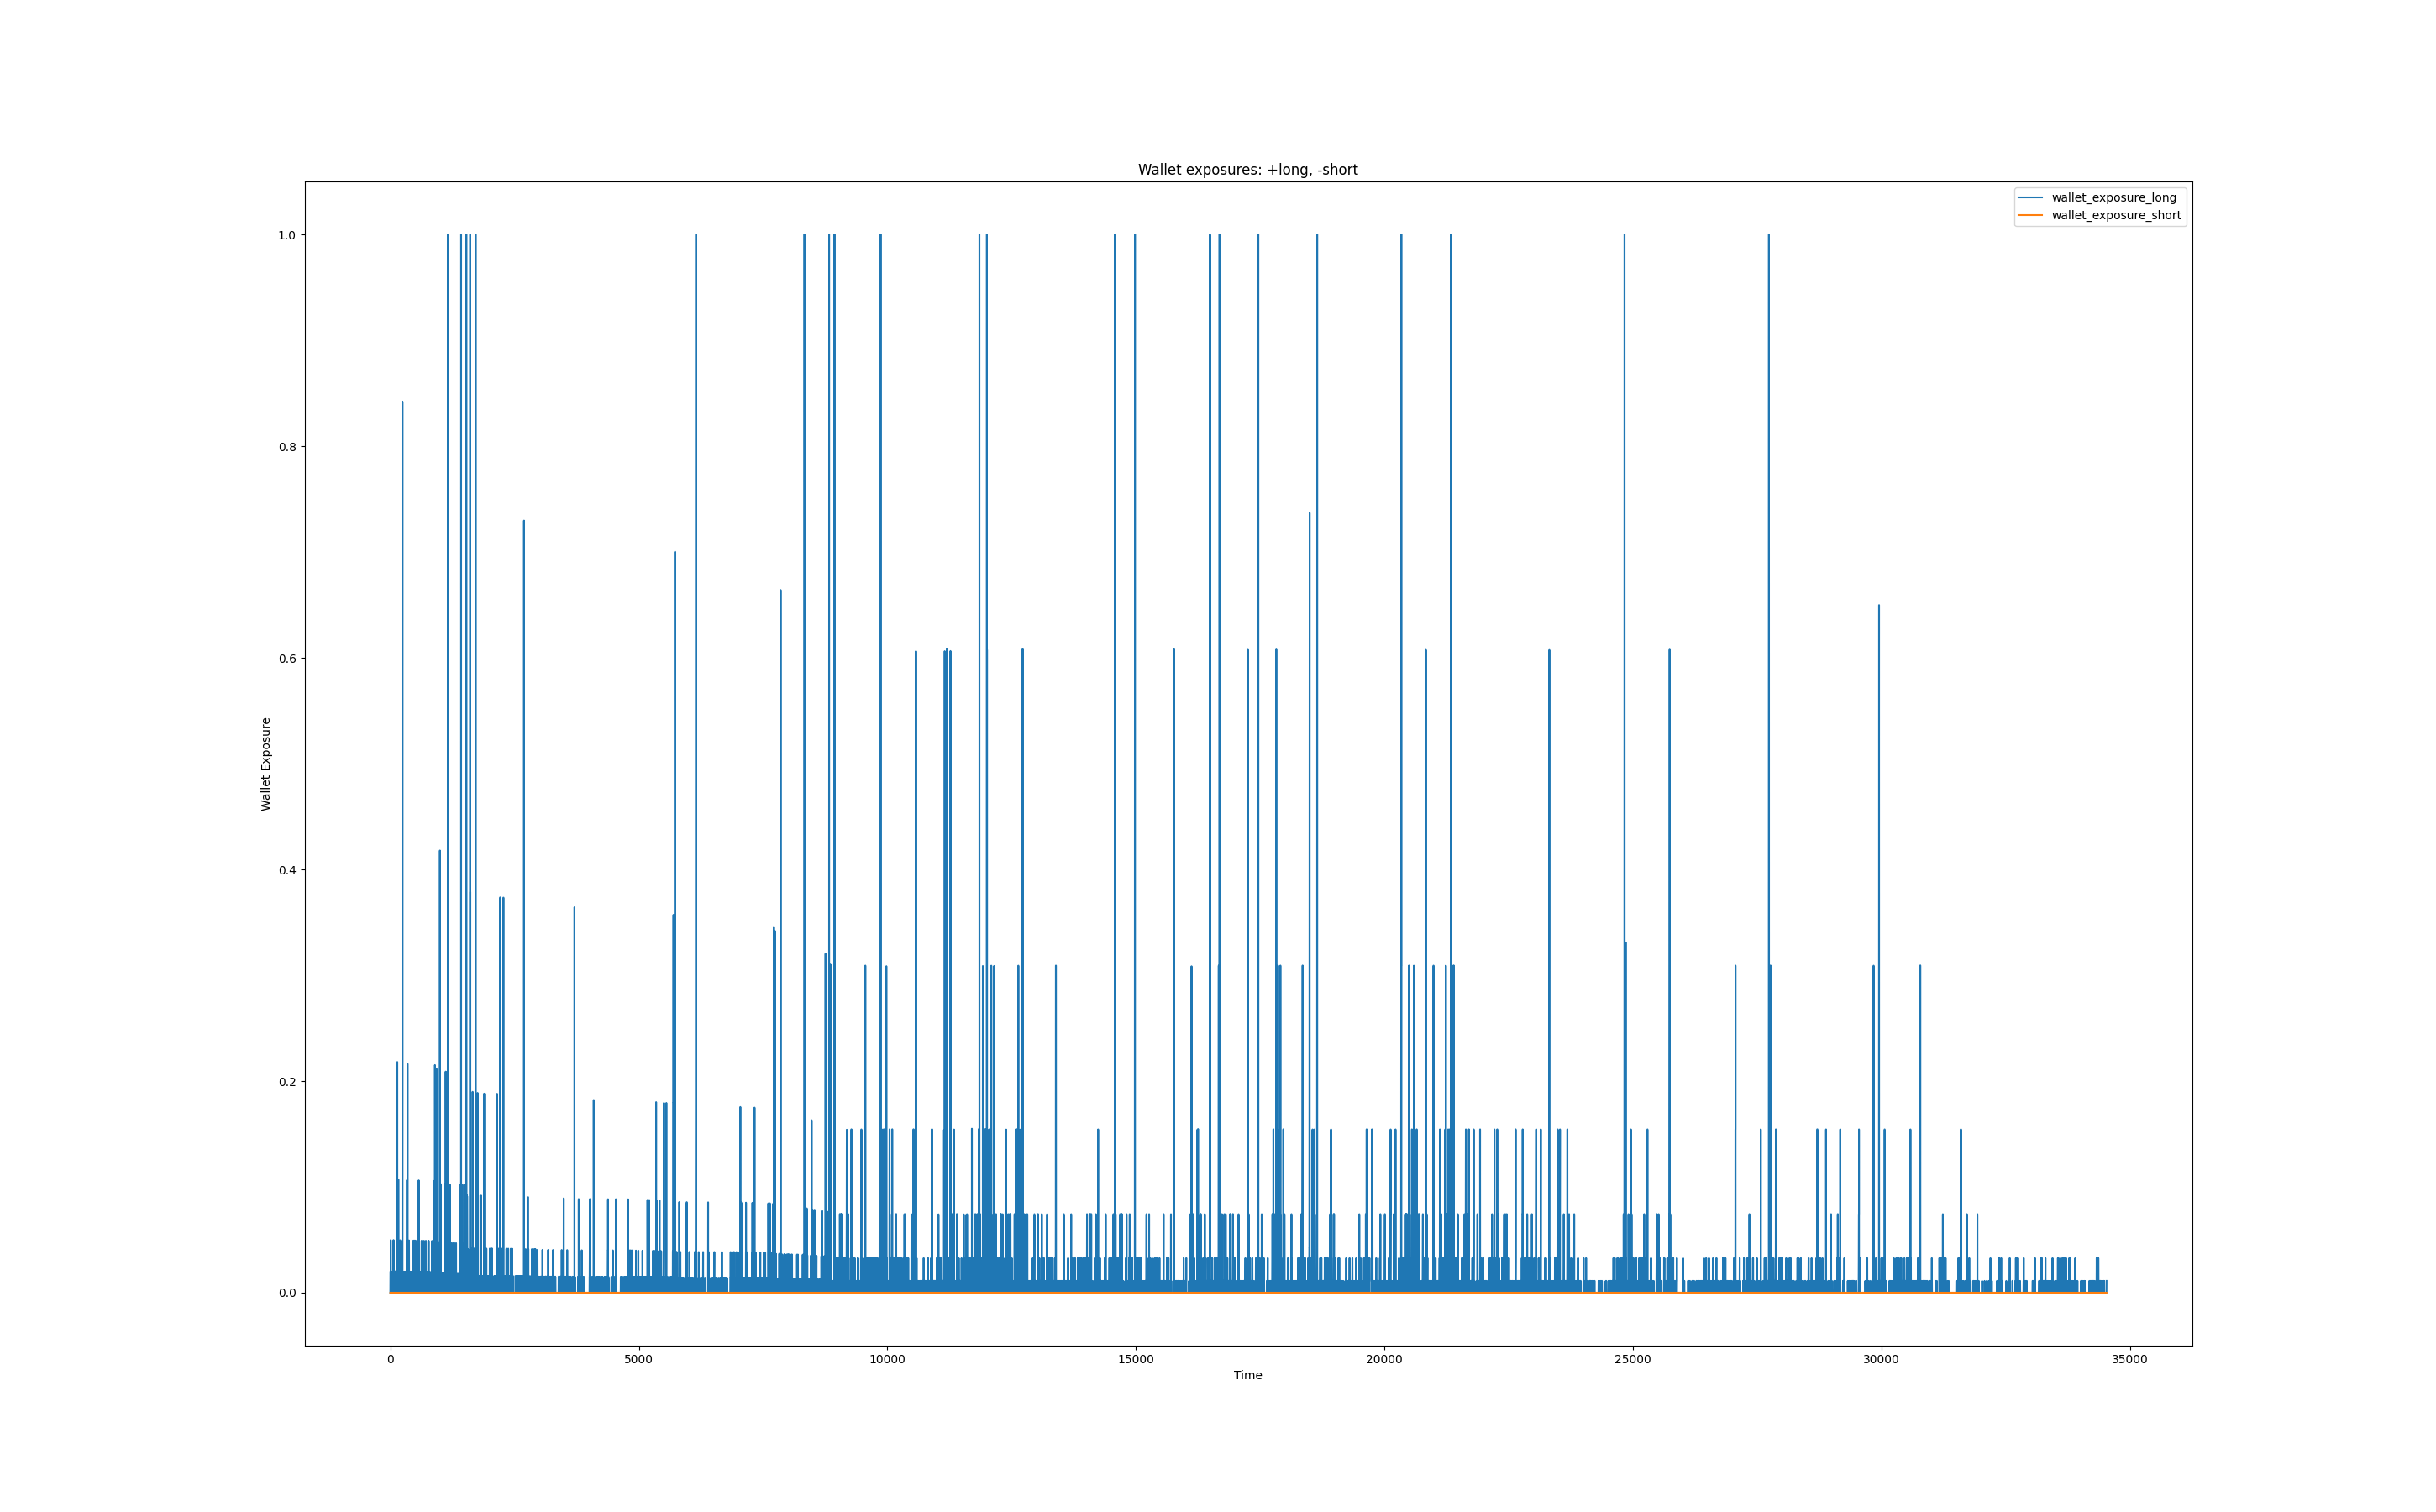 Wallet exposures: +long, -short
wallet_exposure_long
wallet_exposure_short
1.0
0.8
0.6
0.4
0.2
0.0
Wallet Exposure
0 5000 10000 15000 20000 25000 30000 35000
Time